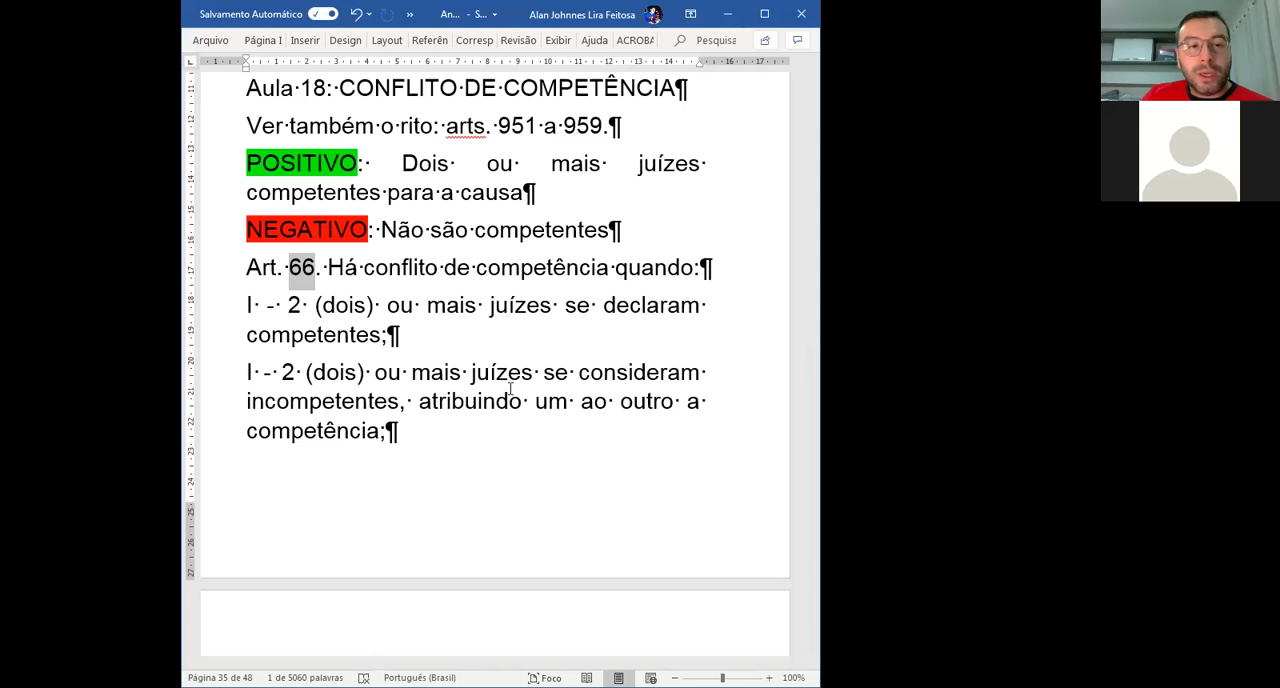 Salvamento Automático An... - S... Alan Johnnes Lira Feitosa
Arquivo Página I Inserir Design Layout Referên Corresp Revisão Exibir Ajuda ACROBA Pesquisa
Aula 18: CONFLITO DE COMPETÊNCIA¶
Ver também o rito: arts. 951 a 959.¶
POSITIVO: Dois ou mais juízes
competentes para a causa¶
NEGATIVO: Não são competentes¶
Art. 66. Há conflito de competência quando:¶
I - 2 (dois) ou mais juízes se declaram
competentes;¶
I - 2 (dois) ou mais juízes se consideram
incompetentes, atribuindo um ao outro a
competência;¶
Página 35 de 48 1 de 5060 palavras Português (Brasil) Foco 100%